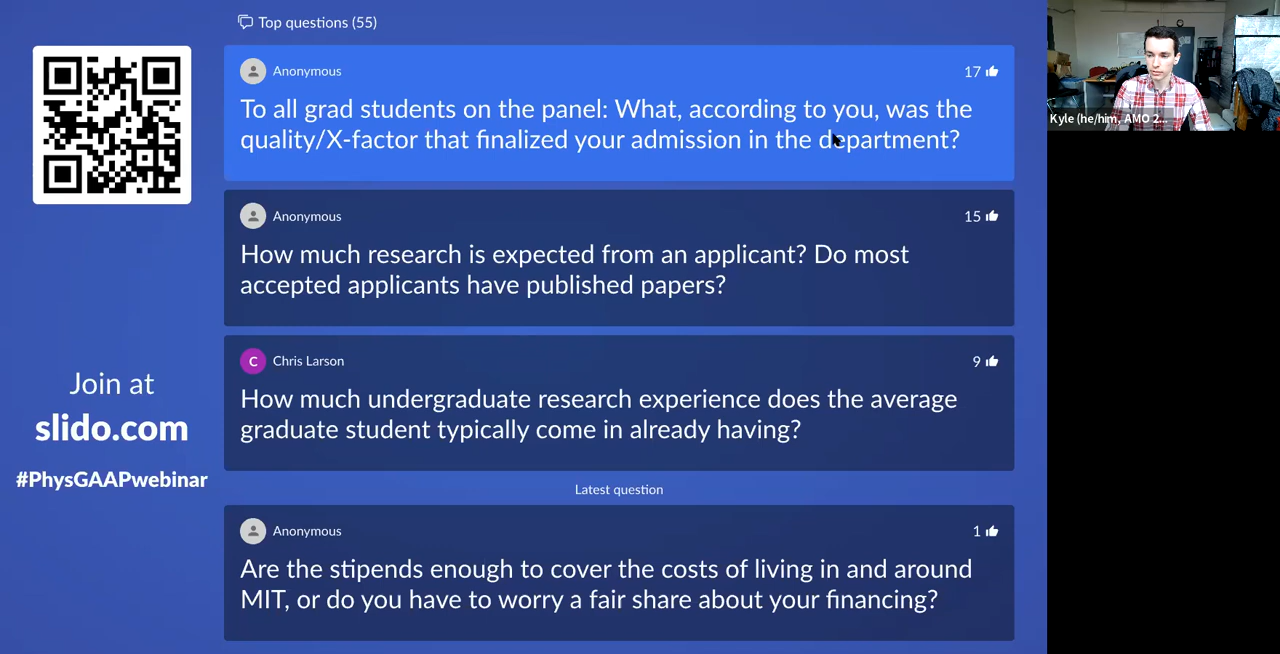 Top questions (55)
Anonymous
17
To all grad students on the panel: What, according to you, was the
quality/X-factor that finalized your admission in the department?
Anonymous
15
How much research is expected from an applicant? Do most
accepted applicants have published papers?
C
Chris Larson
9
How much undergraduate research experience does the average
graduate student typically come in already having?
Latest question
Anonymous
1
Are the stipends enough to cover the costs of living in and around
MIT, or do you have to worry a fair share about your financing?
Join at
slido.com
#PhysGAAPwebinar
Kyle (he/him, AMO 2...